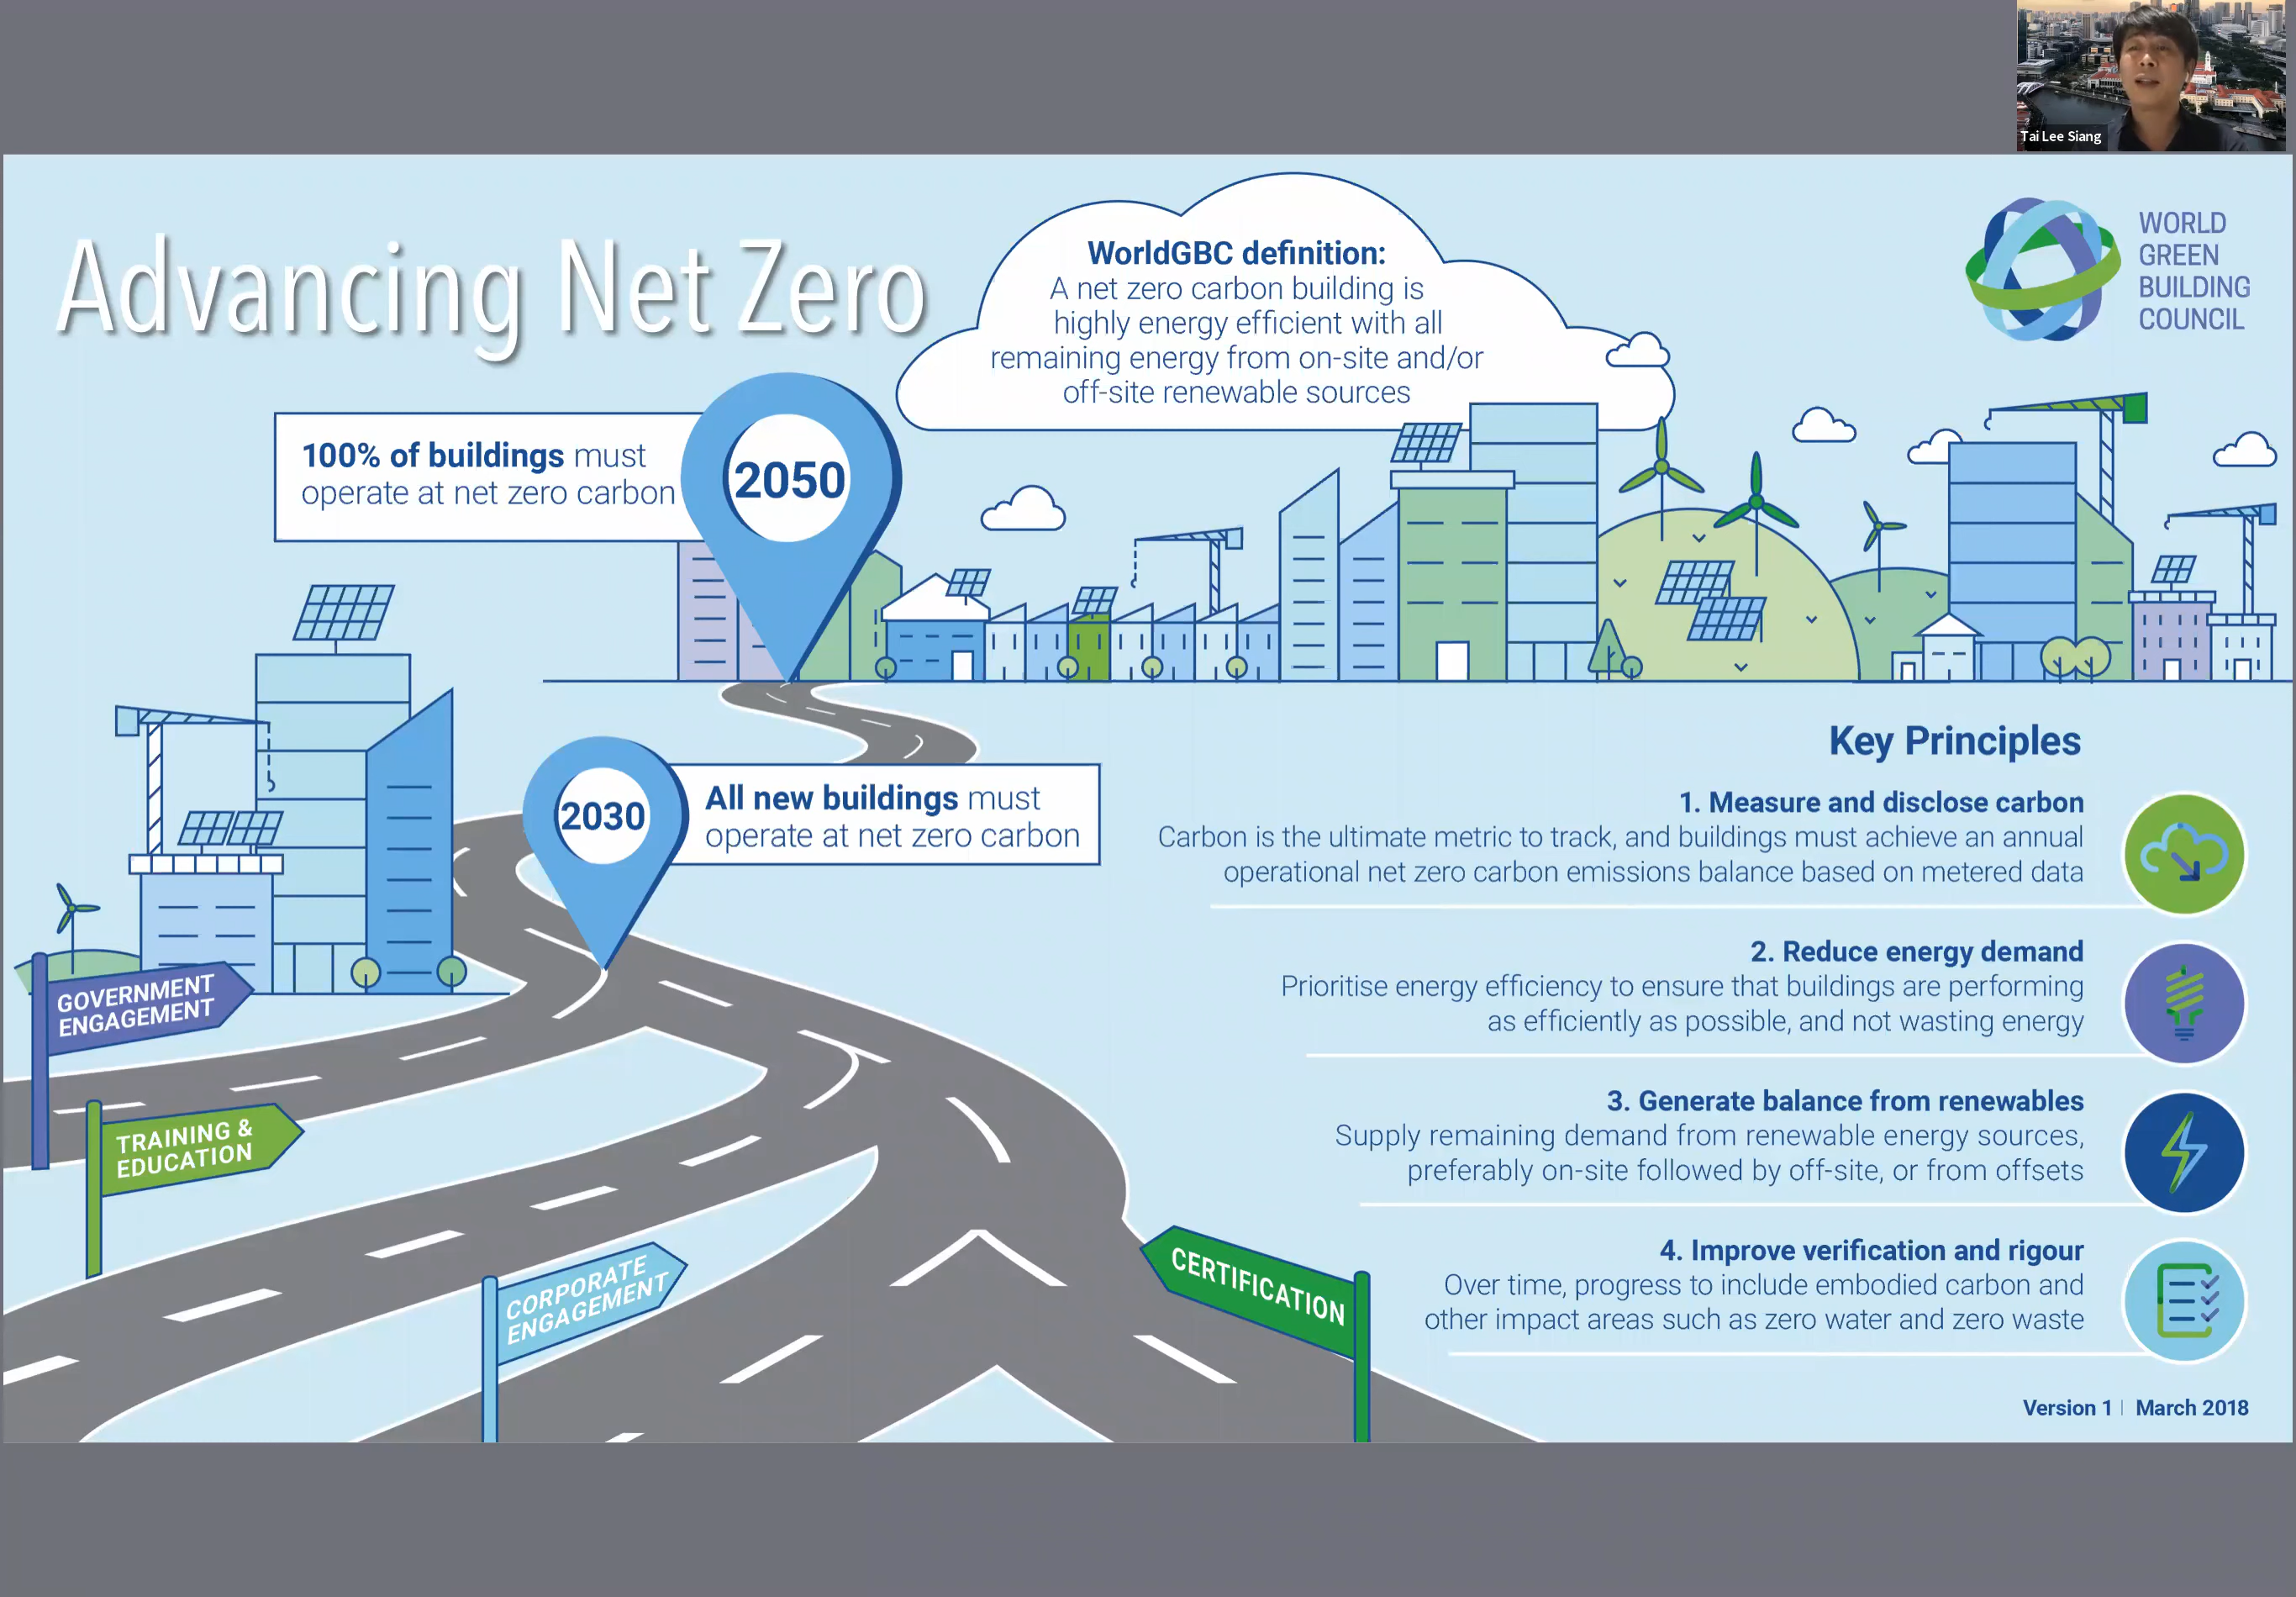 Tai Lee Siang
Advancing Net Zero
WorldGBC definition:
A net zero carbon building is
highly energy efficient with all
remaining energy from on-site and/or
off-site renewable sources
WORLD
GREEN
BUILDING
COUNCIL
100% of buildings must
operate at net zero carbon
2050
2030
All new buildings must
operate at net zero carbon
GOVERNMENT
ENGAGEMENT
TRAINING &
EDUCATION
CORPORATE
ENGAGEMENT
CERTIFICATION
Key Principles
1. Measure and disclose carbon
Carbon is the ultimate metric to track, and buildings must achieve an annual
operational net zero carbon emissions balance based on metered data
2. Reduce energy demand
Prioritise energy efficiency to ensure that buildings are performing
as efficiently as possible, and not wasting energy
3. Generate balance from renewables
Supply remaining demand from renewable energy sources,
preferably on-site followed by off-site, or from offsets
4. Improve verification and rigour
Over time, progress to include embodied carbon and
other impact areas such as zero water and zero waste
Version 1 | March 2018